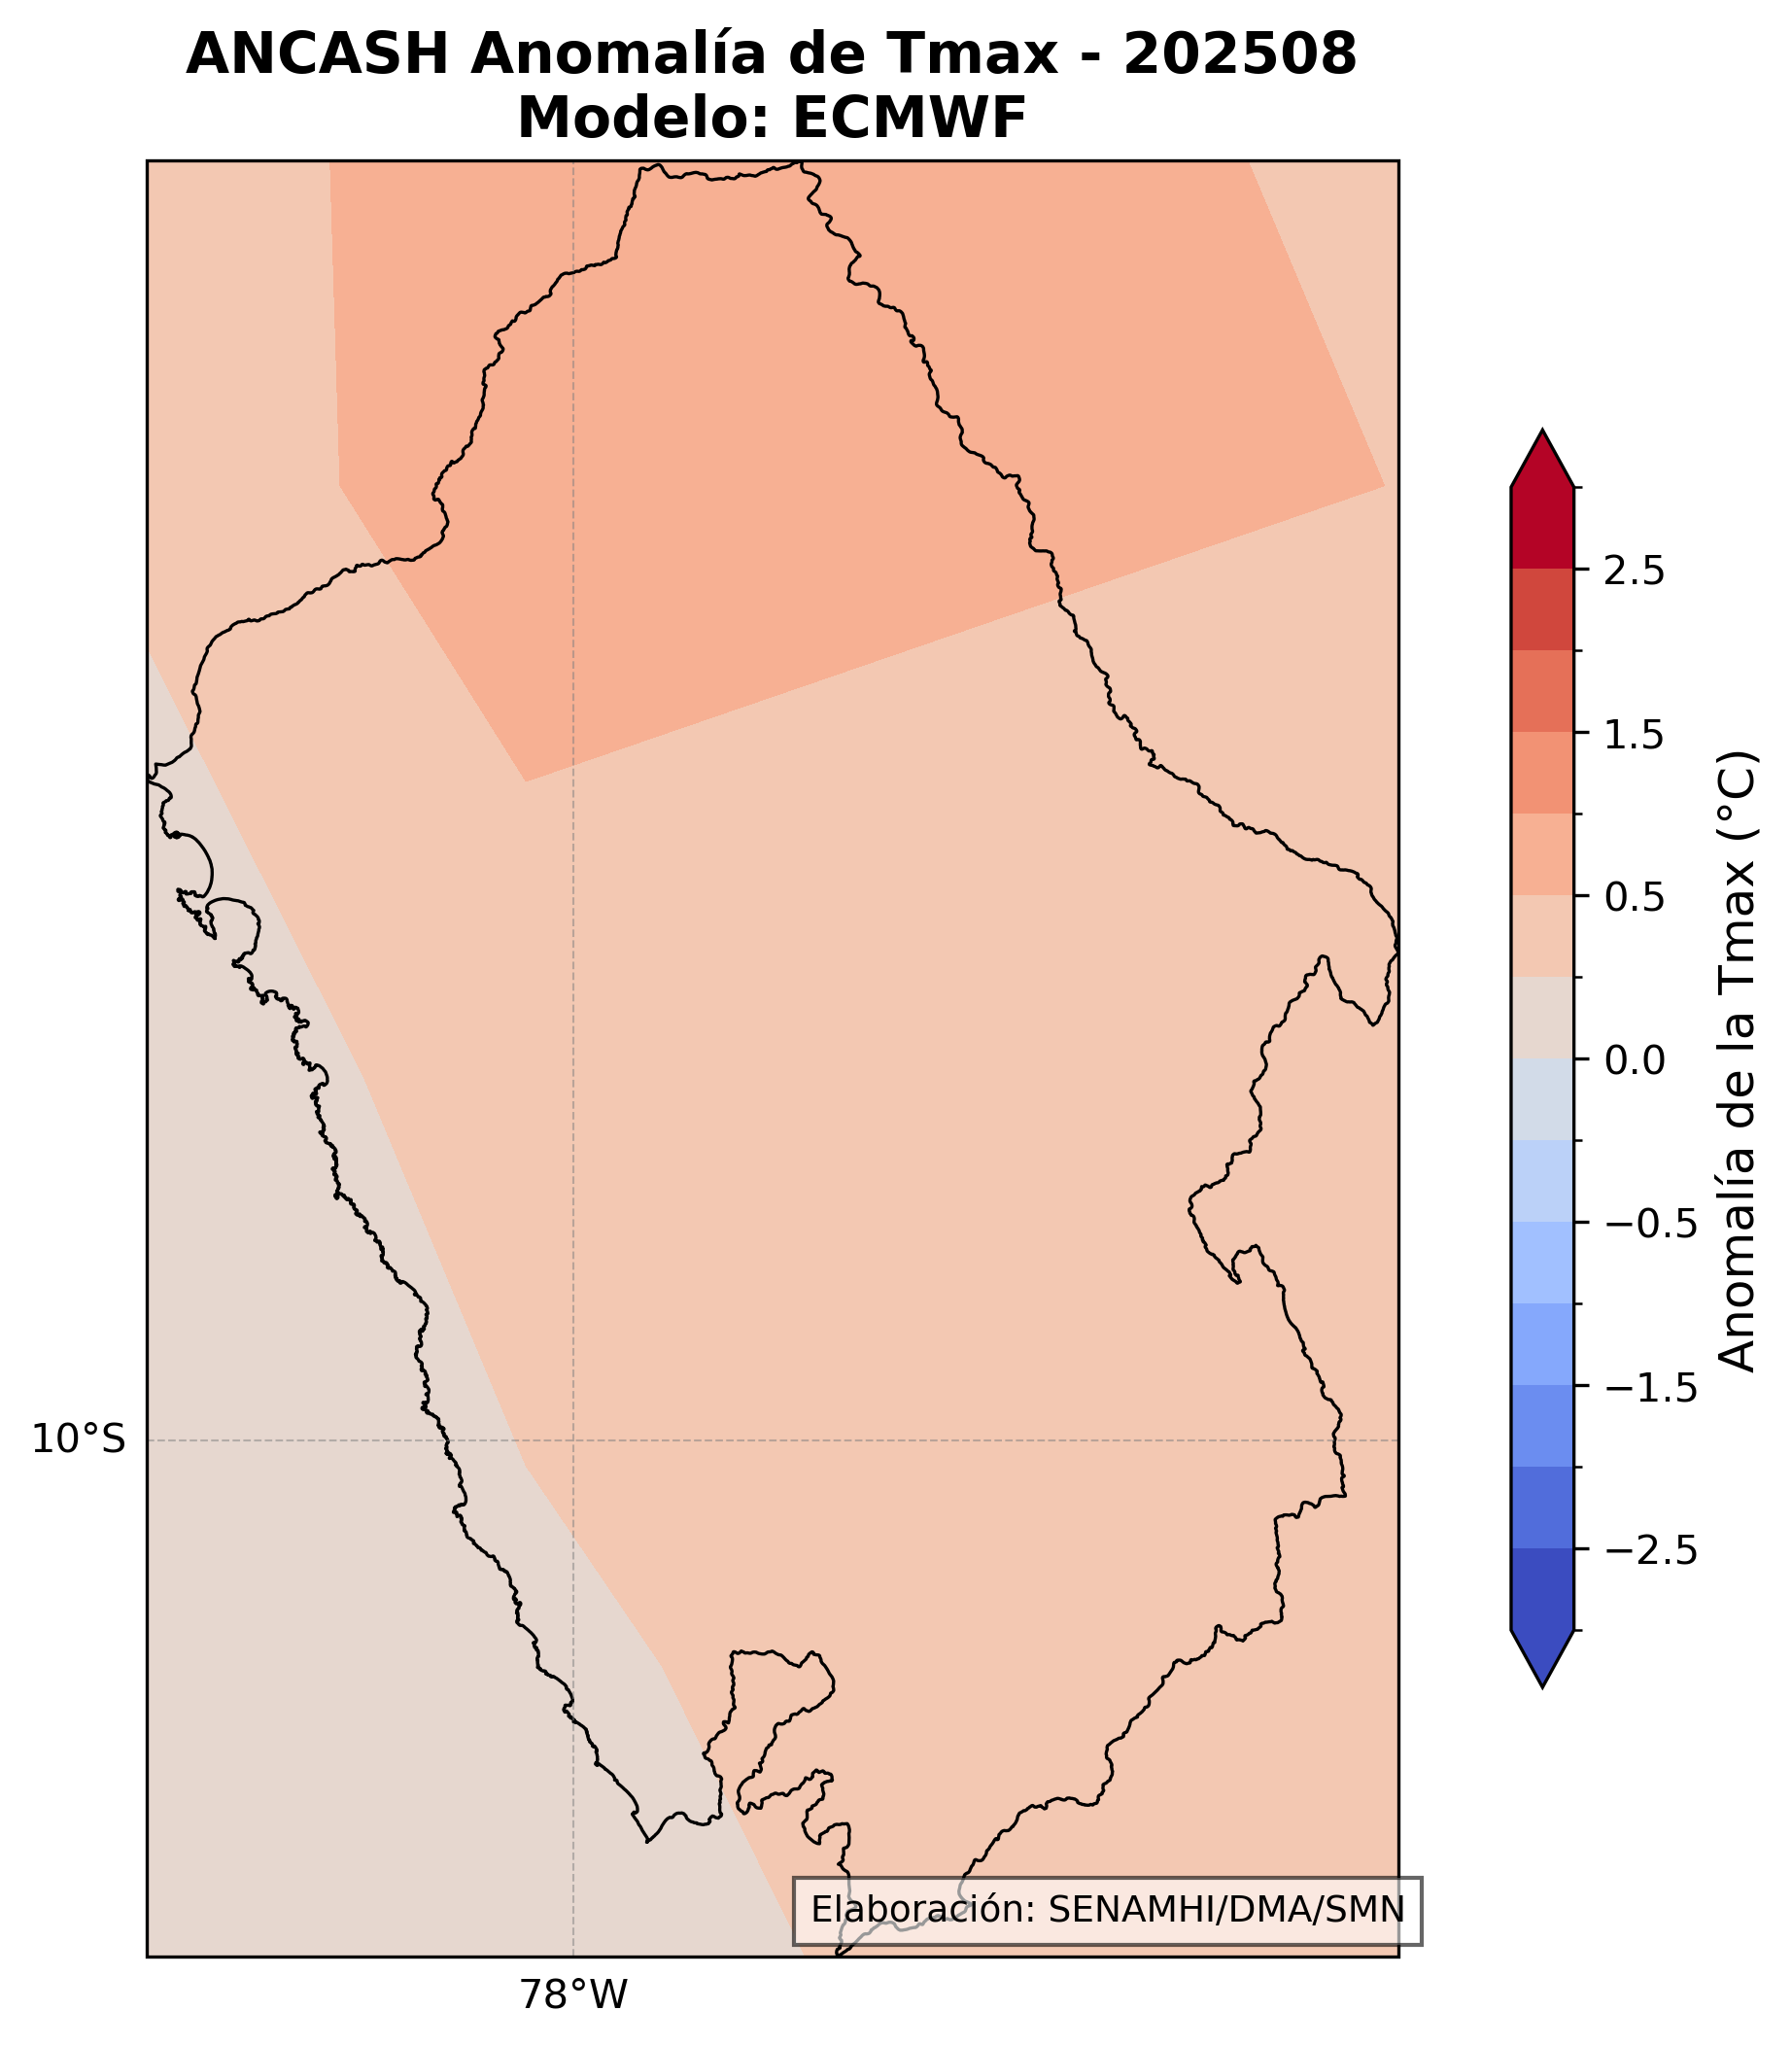 ANCASH Anomalía de Tmax - 202508
Modelo: ECMWF
10°S
78°W
2.5
1.5
0.5
0.0
−0.5
−1.5
−2.5
Anomalía de la Tmax (°C)
Elaboración: SENAMHI/DMA/SMN